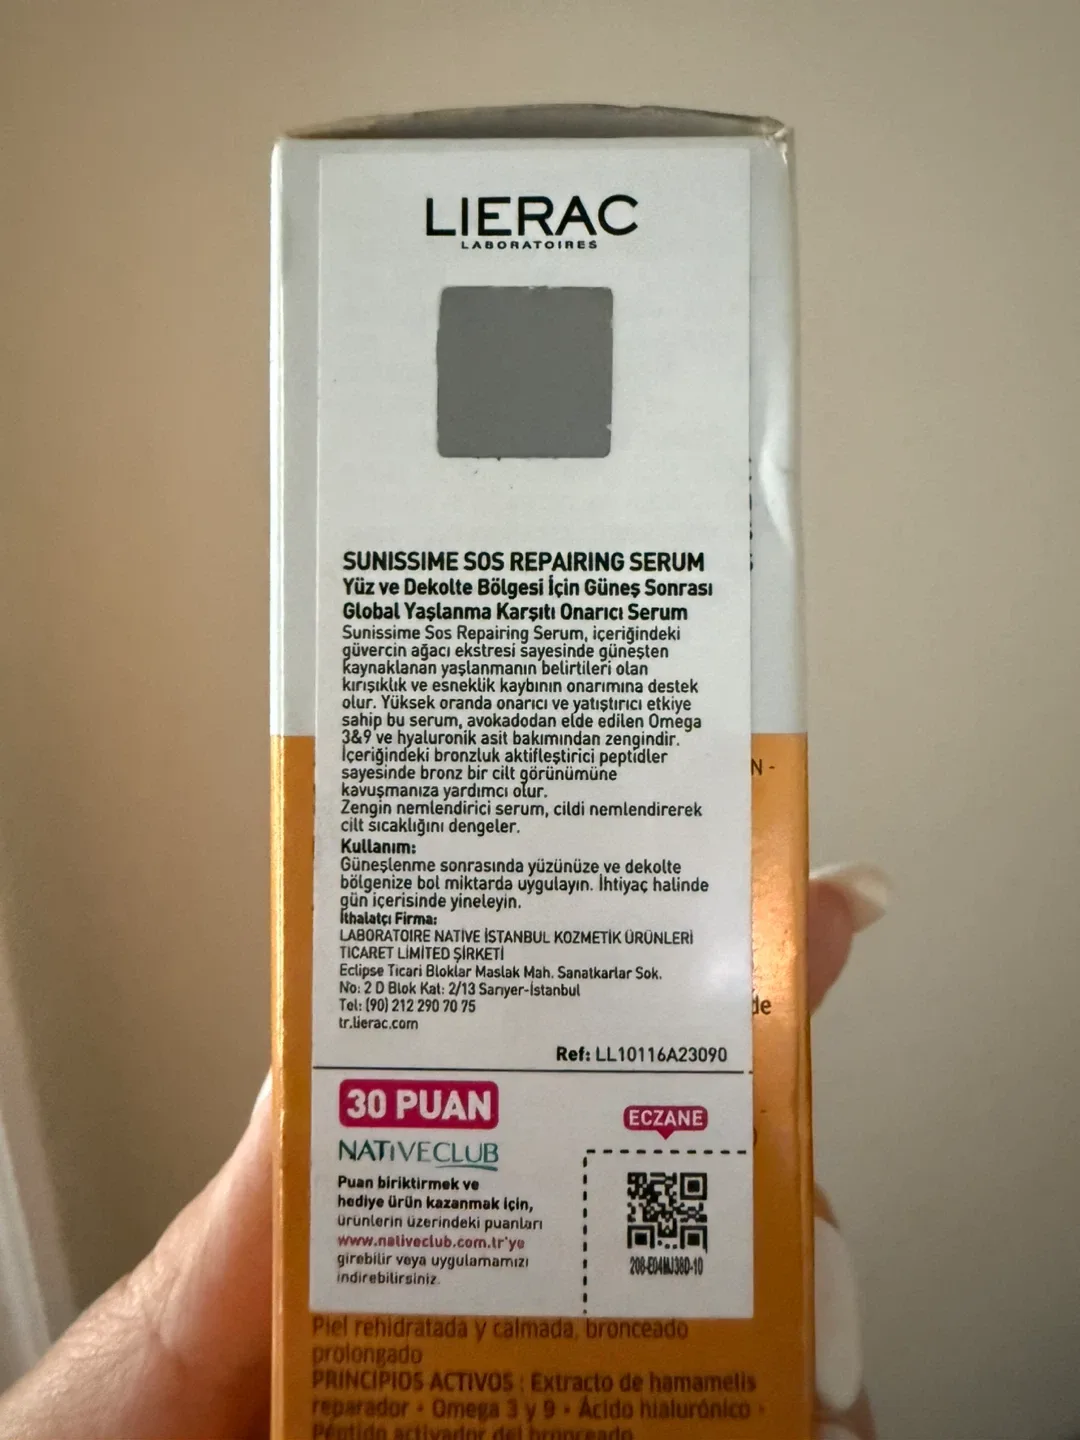 LIERAC
LABORATOIRES
SUNISSIME SOS REPAIRING SERUM
Yüz ve Dekolte Bölgesi İçin Güneş Sonrası
Global Yaşlanma Karşıtı Onarıcı Serum
Sunissime Sos Repairing Serum, içeriğindeki
güvercin ağacı ekstresi sayesinde güneşten
kaynaklanan yaşlanmanın belirtileri olan
kırışıklık ve esneklik kaybının onarımına destek
olur. Yüksek oranda onarıcı ve yatıştırıcı etkiye
sahip bu serum, avokadodan elde edilen Omega
3&9 ve hyaluronik asit bakımından zengindir.
İçeriğindeki bronzluk aktifleştirici peptidler
sayesinde bronz bir cilt görünümüne
kavuşmanıza yardımcı olur.
Zengin nemlendirici serum, cildi nemlendirerek
cilt sıcaklığını dengeler.
Kullanım:
Güneşlenme sonrasında yüzünüze ve dekolte
bölgenize bol miktarda uygulayın. İhtiyaç halinde
gün içerisinde yineleyin.
İthalatçı Firma:
LABORATOIRE NATIVE İSTANBUL KOZMETİK ÜRÜNLERİ
TİCARET LİMİTED ŞİRKETİ
Eclipse Ticari Bloklar Maslak Mah. Sanatkarlar Sok.
No: 2 D Blok Kat: 2/13 Sarıyer-İstanbul
Tel: (90) 212 290 70 75
tr.lierac.com
Ref: LL10116A23090
30 PUAN
NATIVECLUB
Puan biriktirmek ve
hediye ürün kazanmak için,
ürünlerin üzerindeki puanları
www.nativeclub.com.tr'ye
girebilir veya uygulamamızı
indirebilirsiniz.
ECZANE
208-E04MJ38D-10
N -
de
Piel rehidratada y calmada, bronceado
prolongado
PRINCIPIOS ACTIVOS : Extracto de hamamelis
reparador - Omega 3 y 9 - Ácido hialurónico -
Péptido activador del bronceado